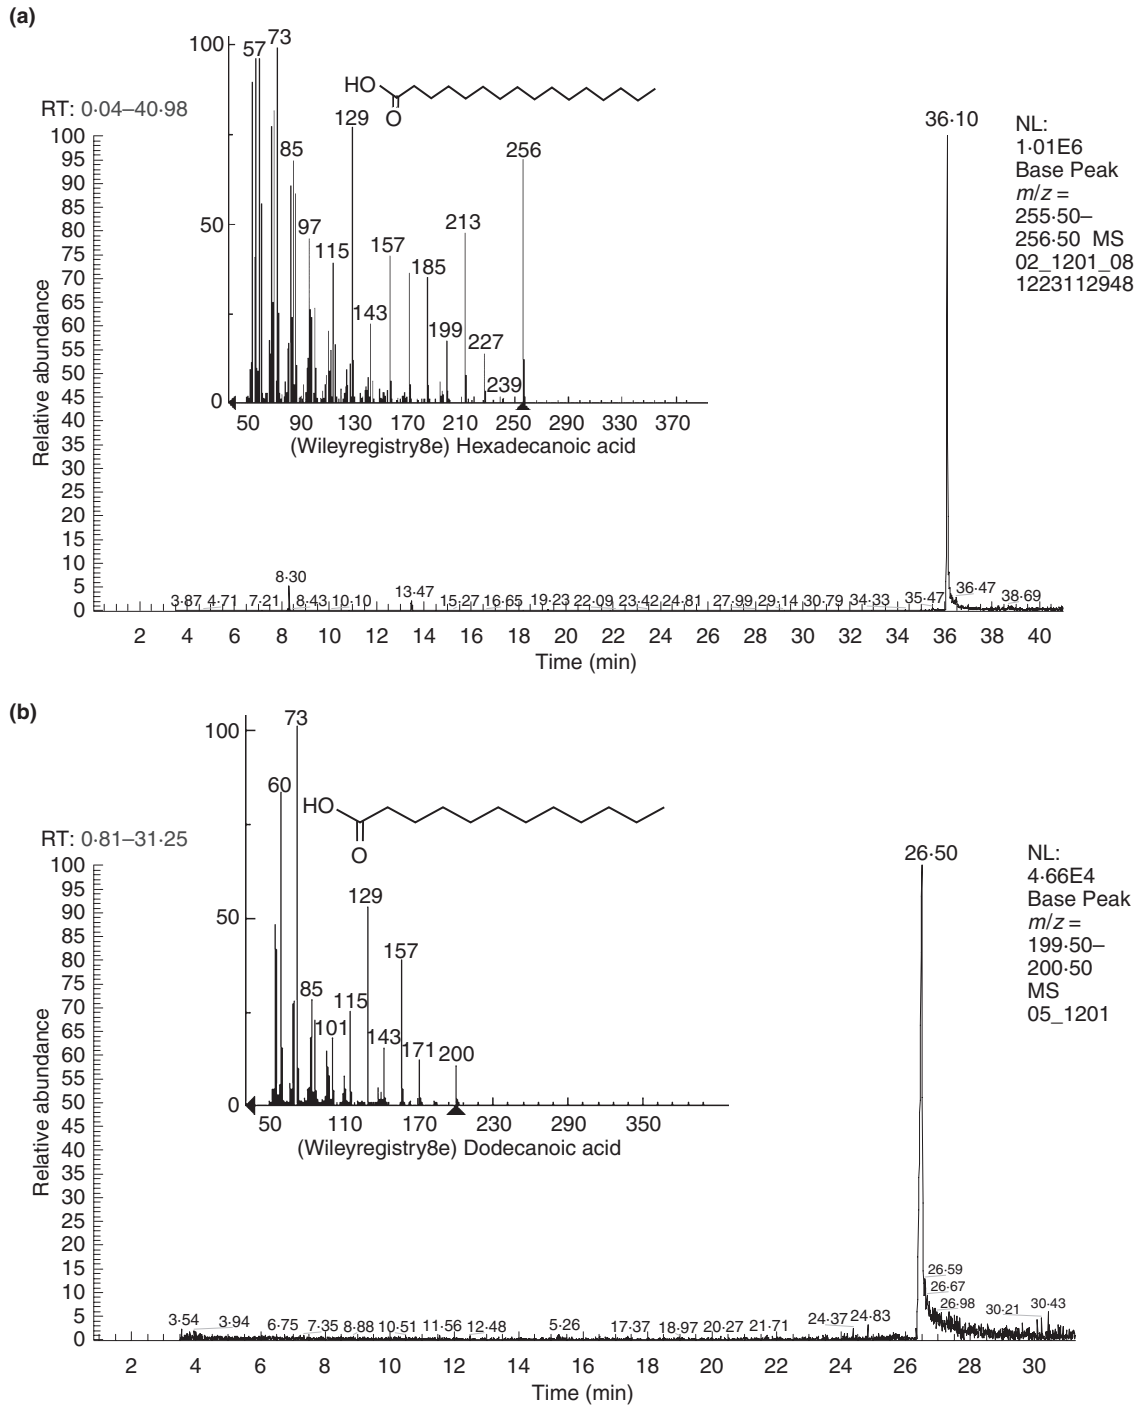 (a)
100
57
73
HO
O
129
85
256
50
97
115
213
157
185
143
199
227
239
0
50 90 130 170 210 250 290 330 370
(Wileyregistry8e) Hexadecanoic acid
RT: 0·04–40·98
36·10
NL:
1·01E6
Base Peak
m/z =
255·50–
256·50 MS
02_1201_08
1223112948
100
95
90
85
80
75
70
65
60
55
50
45
40
35
30
25
20
15
10
5
0
Relative abundance
3·87 4·71 7·21 8·30 8·43 10·10 13·47 15·27 16·65 19·23 22·09 23·42 24·81 27·99 29·14 30·79 34·33 35·47 36·47 38·69
2 4 6 8 10 12 14 16 18 20 22 24 26 28 30 32 34 36 38 40
Time (min)
(b)
100
73
60
HO
O
129
50
157
85
115
101
143
171
200
0
50 110 170 230 290 350
(Wileyregistry8e) Dodecanoic acid
RT: 0·81–31·25
26·50
NL:
4·66E4
Base Peak
m/z =
199·50–
200·50
MS
05_1201
100
95
90
85
80
75
70
65
60
55
50
45
40
35
30
25
20
15
10
5
0
Relative abundance
26·59
26·67
26·98
3·54 3·94 6·75 7·35 8·88 10·51 11·56 12·48 5·26 17·37 18·97 20·27 21·71 24·37 24·83 30·21 30·43
2 4 6 8 10 12 14 16 18 20 22 24 26 28 30
Time (min)